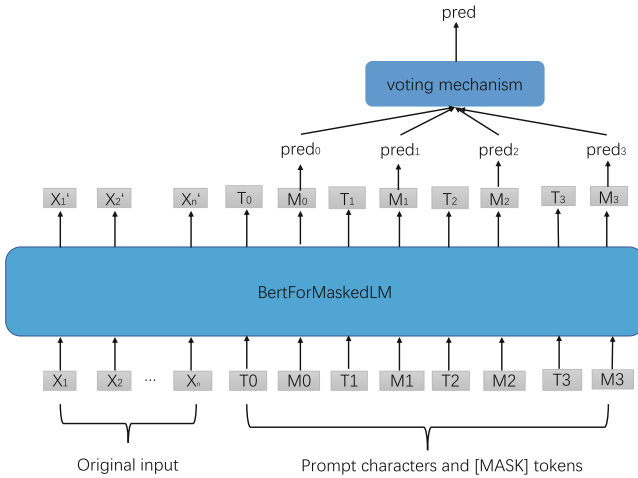 pred
voting mechanism
pred₀ pred₁ pred₂ pred₃
X₁' X₂' Xₙ' T₀ M₀ T₁ M₁ T₂ M₂ T₃ M₃
BertForMaskedLM
X₁ X₂ ... Xₙ T0 M0 T1 M1 T2 M2 T3 M3
Original input Prompt characters and [MASK] tokens